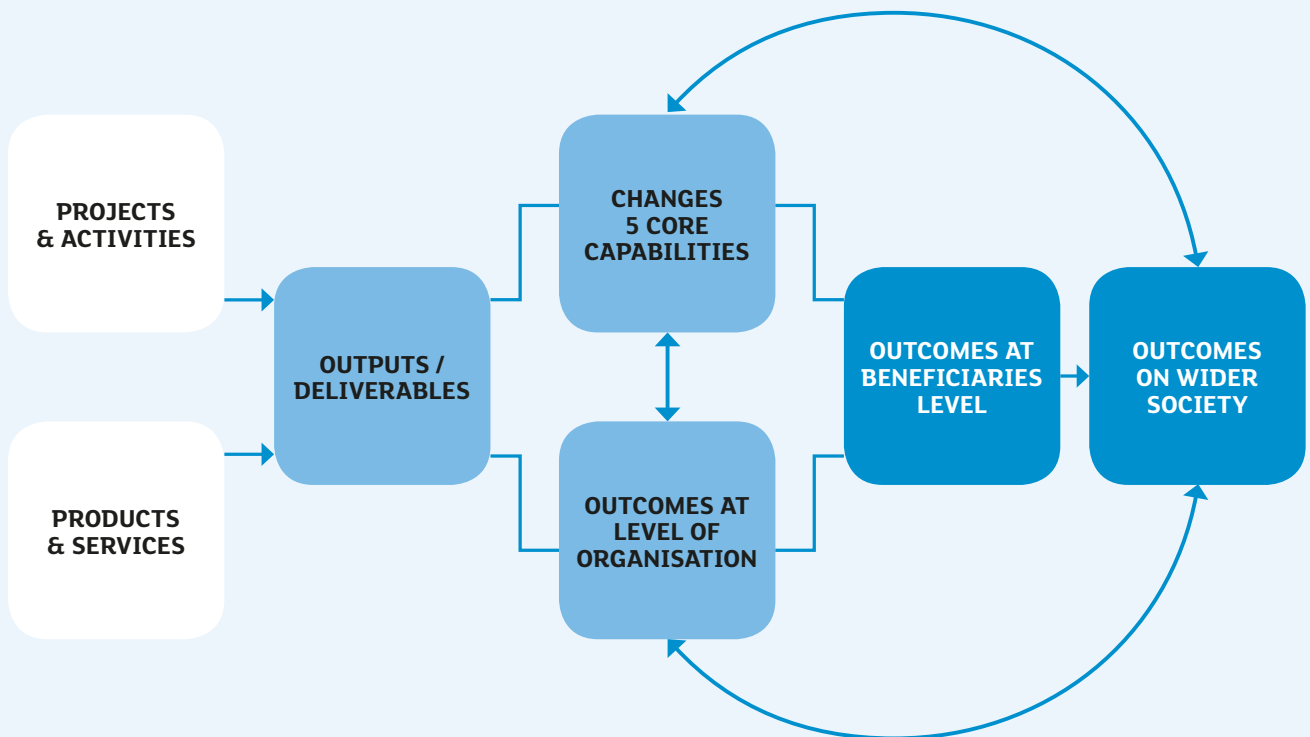 PROJECTS
& ACTIVITIES
PRODUCTS
& SERVICES
OUTPUTS /
DELIVERABLES
CHANGES
5 CORE
CAPABILITIES
OUTCOMES AT
LEVEL OF
ORGANISATION
OUTCOMES AT
BENEFICIARIES
LEVEL
OUTCOMES
ON WIDER
SOCIETY